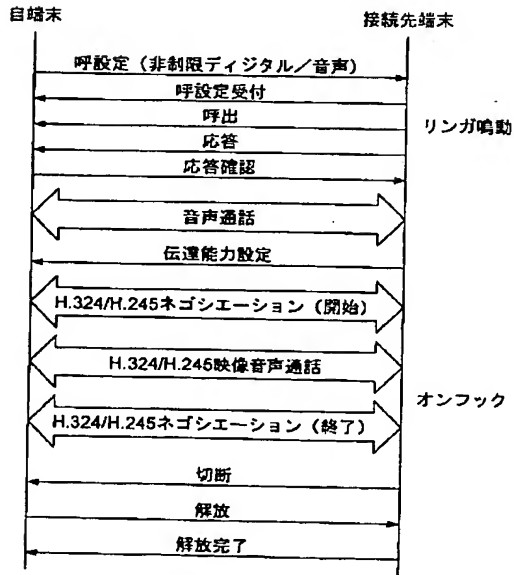 自端末
接続先端末
呼設定（非制限ディジタル／音声）
呼設定受付
呼出
リンガ鳴動
応答
応答確認
音声通話
伝達能力設定
H.324/H.245ネゴシエーション（開始）
H.324/H.245映像音声通話
オンフック
H.324/H.245ネゴシエーション（終了）
切断
解放
解放完了